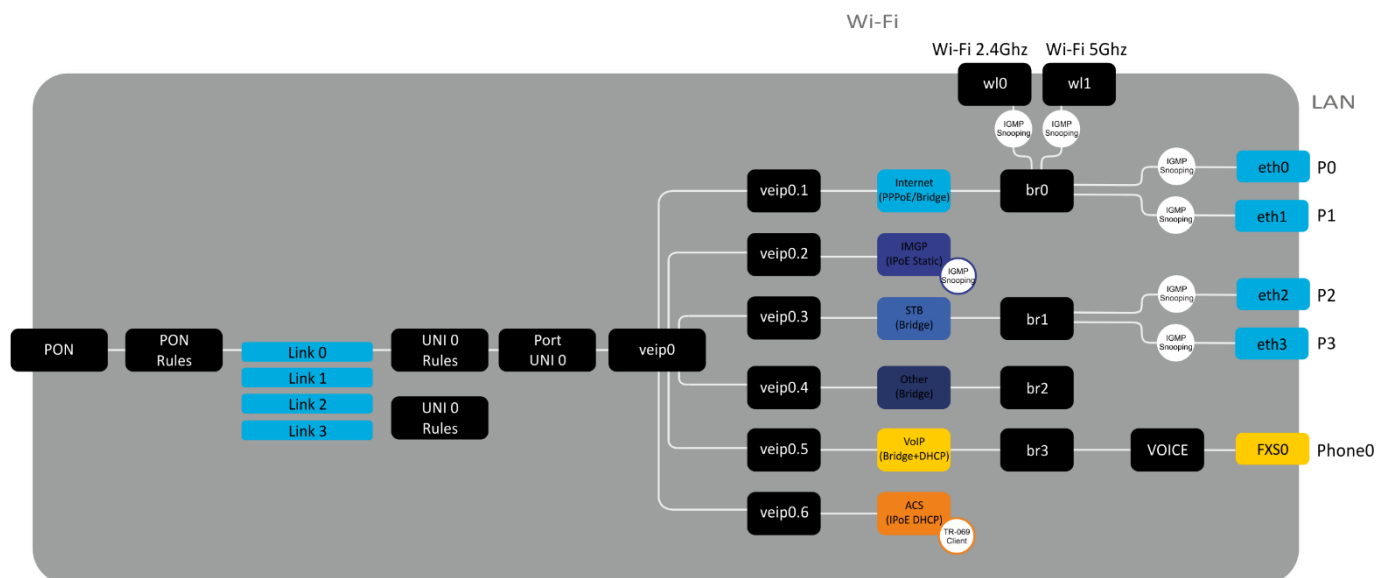 Wi-Fi
Wi-Fi 2.4Ghz
Wi-Fi 5Ghz
wl0
wl1
LAN
IGMP
Snooping
IGMP
Snooping
veip0.1
Internet
(PPPoE/Bridge)
br0
IGMP
Snooping
eth0
P0
IGMP
Snooping
eth1
P1
veip0.2
IMGP
(IPoE Static)
IGMP
Snooping
veip0.3
STB
(Bridge)
br1
IGMP
Snooping
eth2
P2
IGMP
Snooping
eth3
P3
PON
PON
Rules
Link 0
Link 1
Link 2
Link 3
UNI 0
Rules
UNI 0
Rules
Port
UNI 0
veip0
veip0.4
Other
(Bridge)
br2
veip0.5
VoIP
(Bridge+DHCP)
br3
VOICE
FXS0
Phone0
veip0.6
ACS
(IPoE DHCP)
TR-069
Client